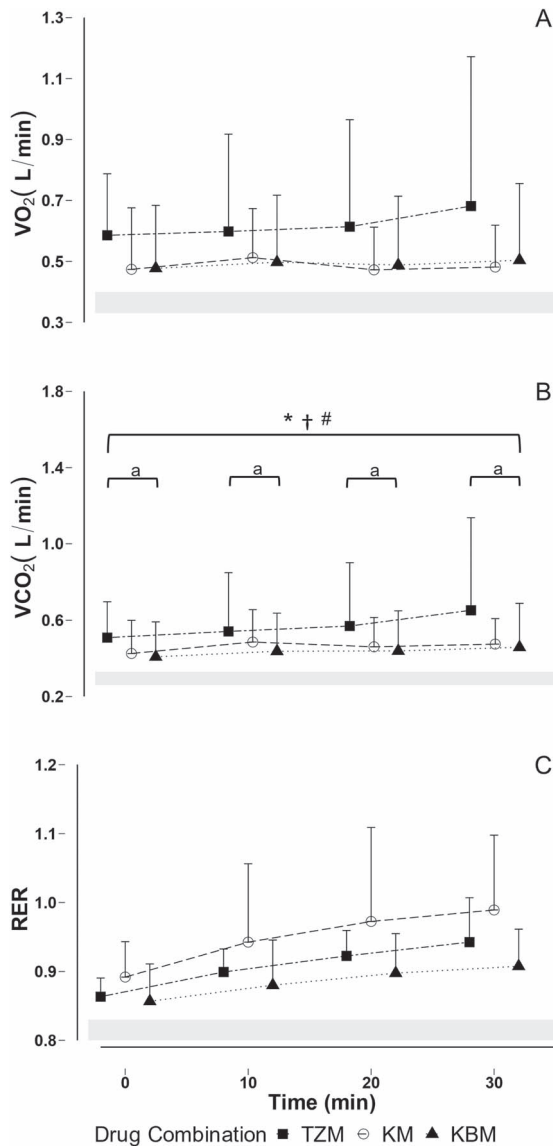 A
1.3
1.1
0.9
0.7
0.5
0.3
VO₂( L/min)
B
1.8
1.4
1.0
0.6
0.2
VCO₂( L/min)
* † #
a a a a
C
1.2
1.1
1.0
0.9
0.8
RER
0 10 20 30
Time (min)
Drug Combination TZM KM KBM